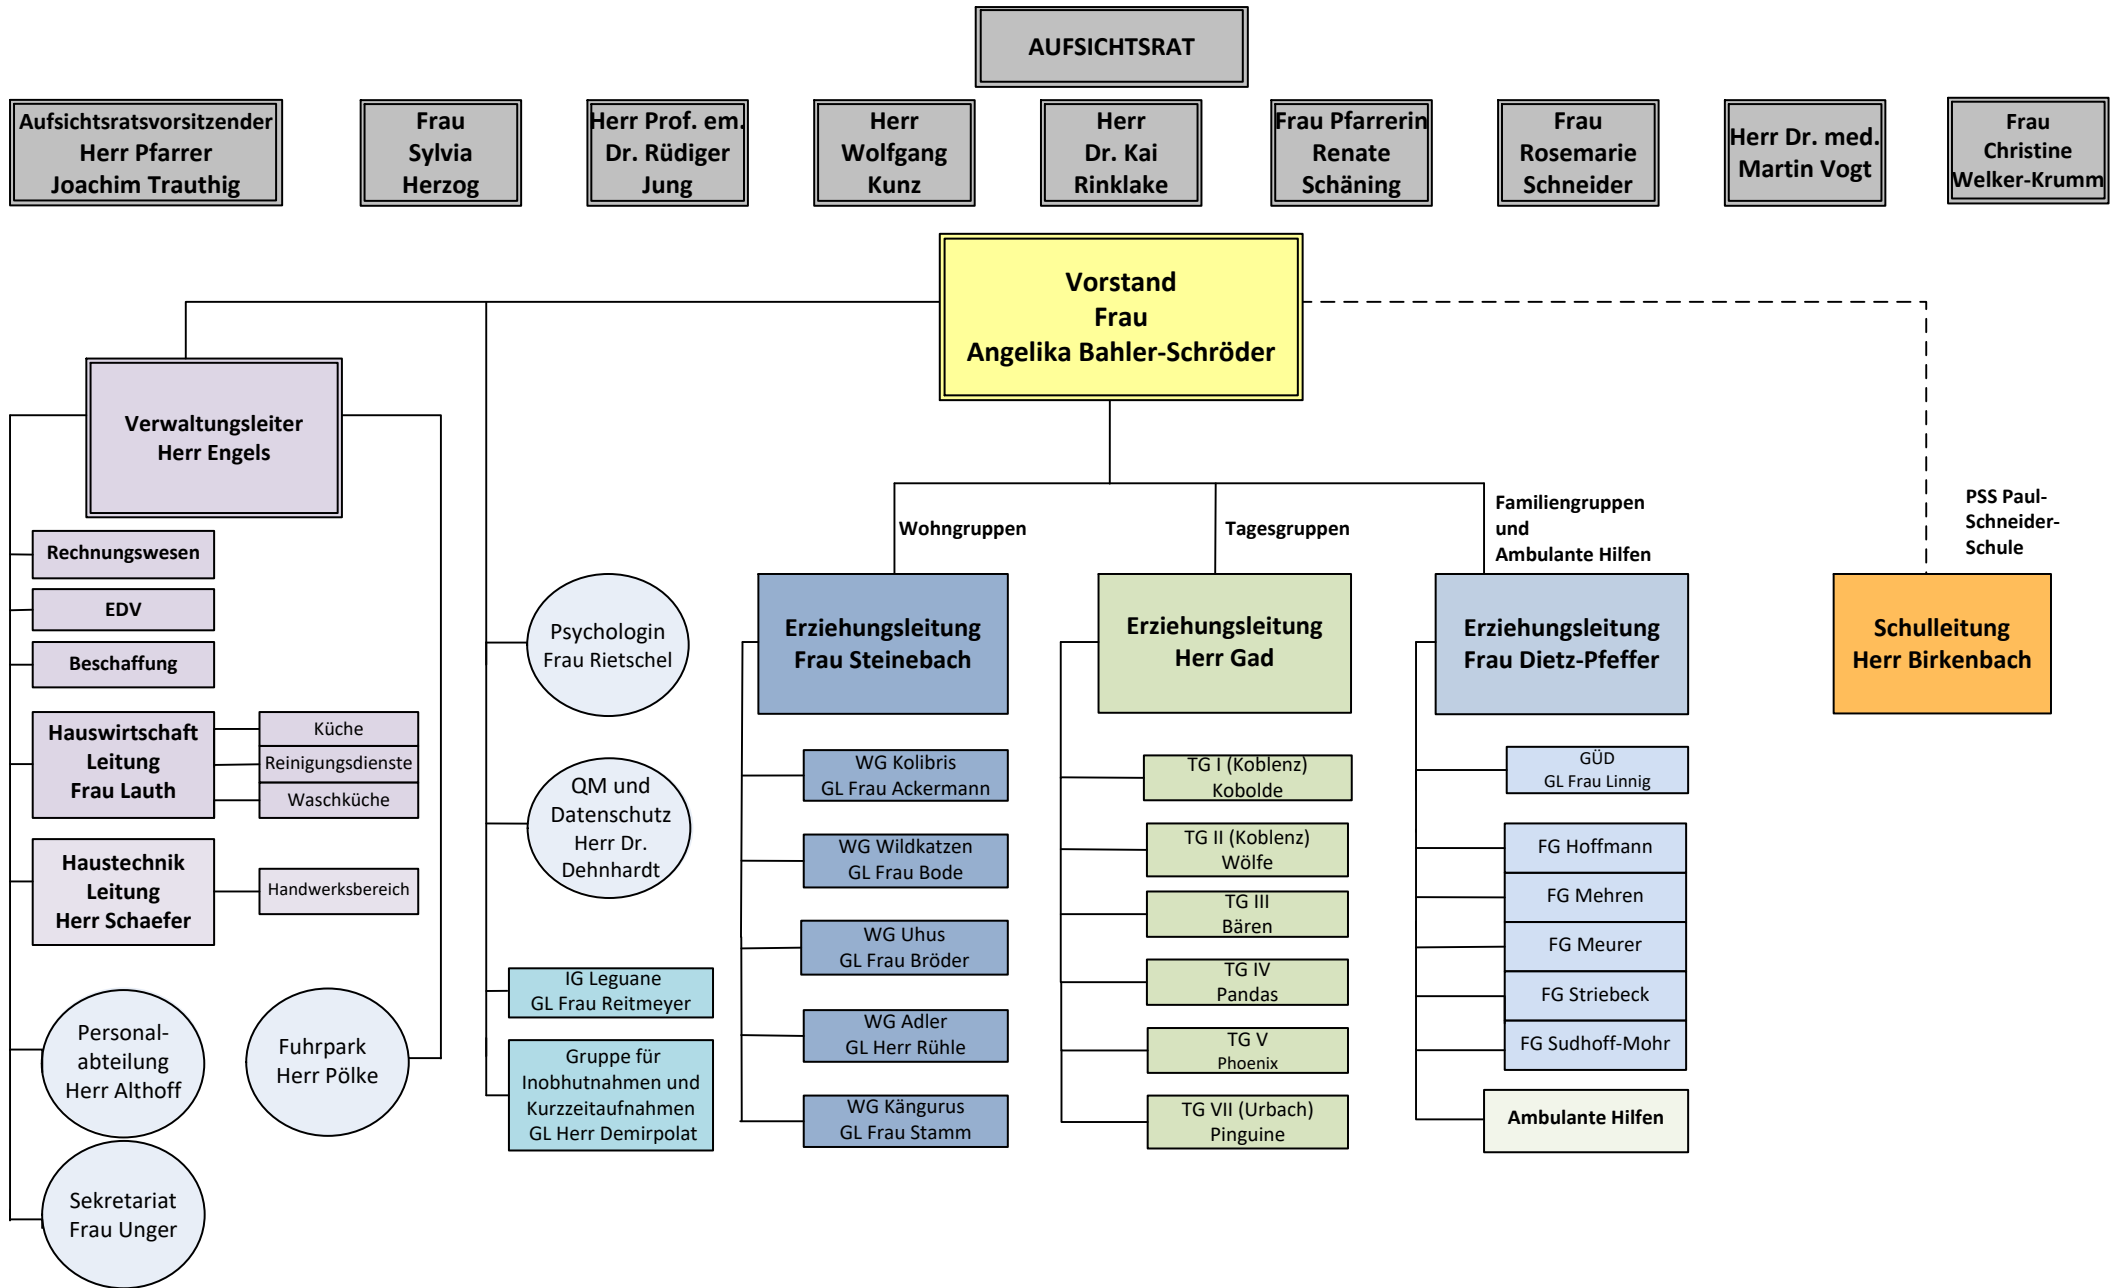 AUFSICHTSRAT
Aufsichtsratsvorsitzender
Herr Pfarrer
Joachim Trauthig
Frau
Sylvia
Herzog
Herr Prof. em.
Dr. Rüdiger
Jung
Herr
Wolfgang
Kunz
Herr
Dr. Kai
Rinklake
Frau Pfarrerin
Renate
Schäning
Frau
Rosemarie
Schneider
Herr Dr. med.
Martin Vogt
Frau
Christine
Welker-Krumm
Vorstand
Frau
Angelika Bahler-Schröder
Verwaltungsleiter
Herr Engels
Rechnungswesen
EDV
Beschaffung
Hauswirtschaft
Leitung
Frau Lauth
Küche
Reinigungsdienste
Waschküche
Haustechnik
Leitung
Herr Schaefer
Handwerksbereich
Personal-
abteilung
Herr Althoff
Fuhrpark
Herr Pölke
Sekretariat
Frau Unger
Psychologin
Frau Rietschel
QM und
Datenschutz
Herr Dr.
Dehnhardt
IG Leguane
GL Frau Reitmeyer
Gruppe für
Inobhutnahmen und
Kurzzeitaufnahmen
GL Herr Demirpolat
Wohngruppen
Erziehungsleitung
Frau Steinebach
WG Kolibris
GL Frau Ackermann
WG Wildkatzen
GL Frau Bode
WG Uhus
GL Frau Bröder
WG Adler
GL Herr Rühle
WG Kängurus
GL Frau Stamm
Tagesgruppen
Erziehungsleitung
Herr Gad
TG I (Koblenz)
Kobolde
TG II (Koblenz)
Wölfe
TG III
Bären
TG IV
Pandas
TG V
Phoenix
TG VII (Urbach)
Pinguine
Familiengruppen
und
Ambulante Hilfen
Erziehungsleitung
Frau Dietz-Pfeffer
GÜD
GL Frau Linnig
FG Hoffmann
FG Mehren
FG Meurer
FG Striebeck
FG Sudhoff-Mohr
Ambulante Hilfen
PSS Paul-
Schneider-
Schule
Schulleitung
Herr Birkenbach